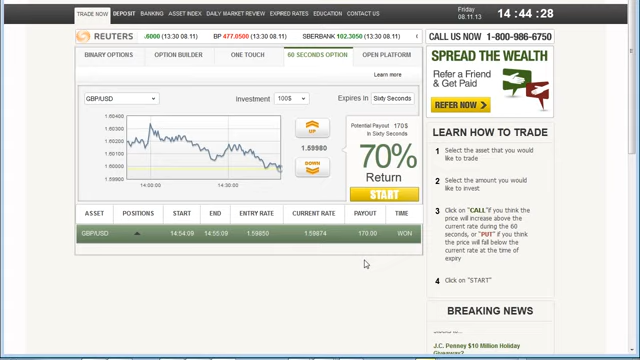 TRADE NOW DEPOSIT BANKING ASSET INDEX DAILY MARKET REVIEW EXPIRED RATES EDUCATION CONTACT US
Friday
08.11.13
14:44:28
REUTERS .6000 (13:30 08.11) BP 477.0500 (13:30 08.11) SBERBANK 102.3050 (13:30 08.11)
CALL US NOW 1-800-986-6750
BINARY OPTIONS OPTION BUILDER ONE TOUCH 60 SECONDS OPTION OPEN PLATFORM
Learn more
GBP/USD Investment 100$ Expires in Sixty Seconds
1.60400
1.60300
1.60200
1.60100
1.60000
1.59900
14:00:00 14:30:00
UP
1.59980
DOWN
Potential Payout 170$
in Sixty Seconds
70%
Return
START
ASSET POSITIONS START END ENTRY RATE CURRENT RATE PAYOUT TIME
GBP/USD 14:54:09 14:55:09 1.59850 1.59874 170.00 WON
SPREAD THE WEALTH
Refer a Friend
& Get Paid
REFER NOW
LEARN HOW TO TRADE
1 Select the asset that you would
like to trade
2 Select the amount you would
like to invest
3 Click on "CALL" if you think the
price will increase above the
current rate during the 60
seconds, or "PUT" if you think
the price will fall below the
current rate at the time of
expiry
4 Click on "START"
BREAKING NEWS
J.C. Penney $10 Million Holiday
Giveaway?